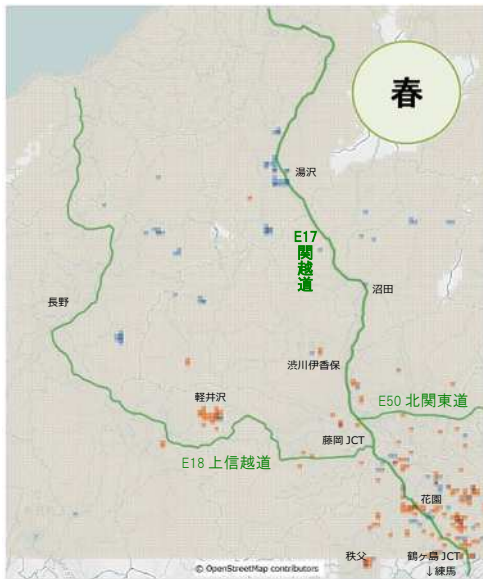 春
湯沢
E17
関越道
沼田
長野
渋川伊香保
E50 北関東道
軽井沢
藤岡 JCT
E18 上信越道
花園
秩父
鶴ヶ島 JCT
↓練馬
© OpenStreetMap contributors